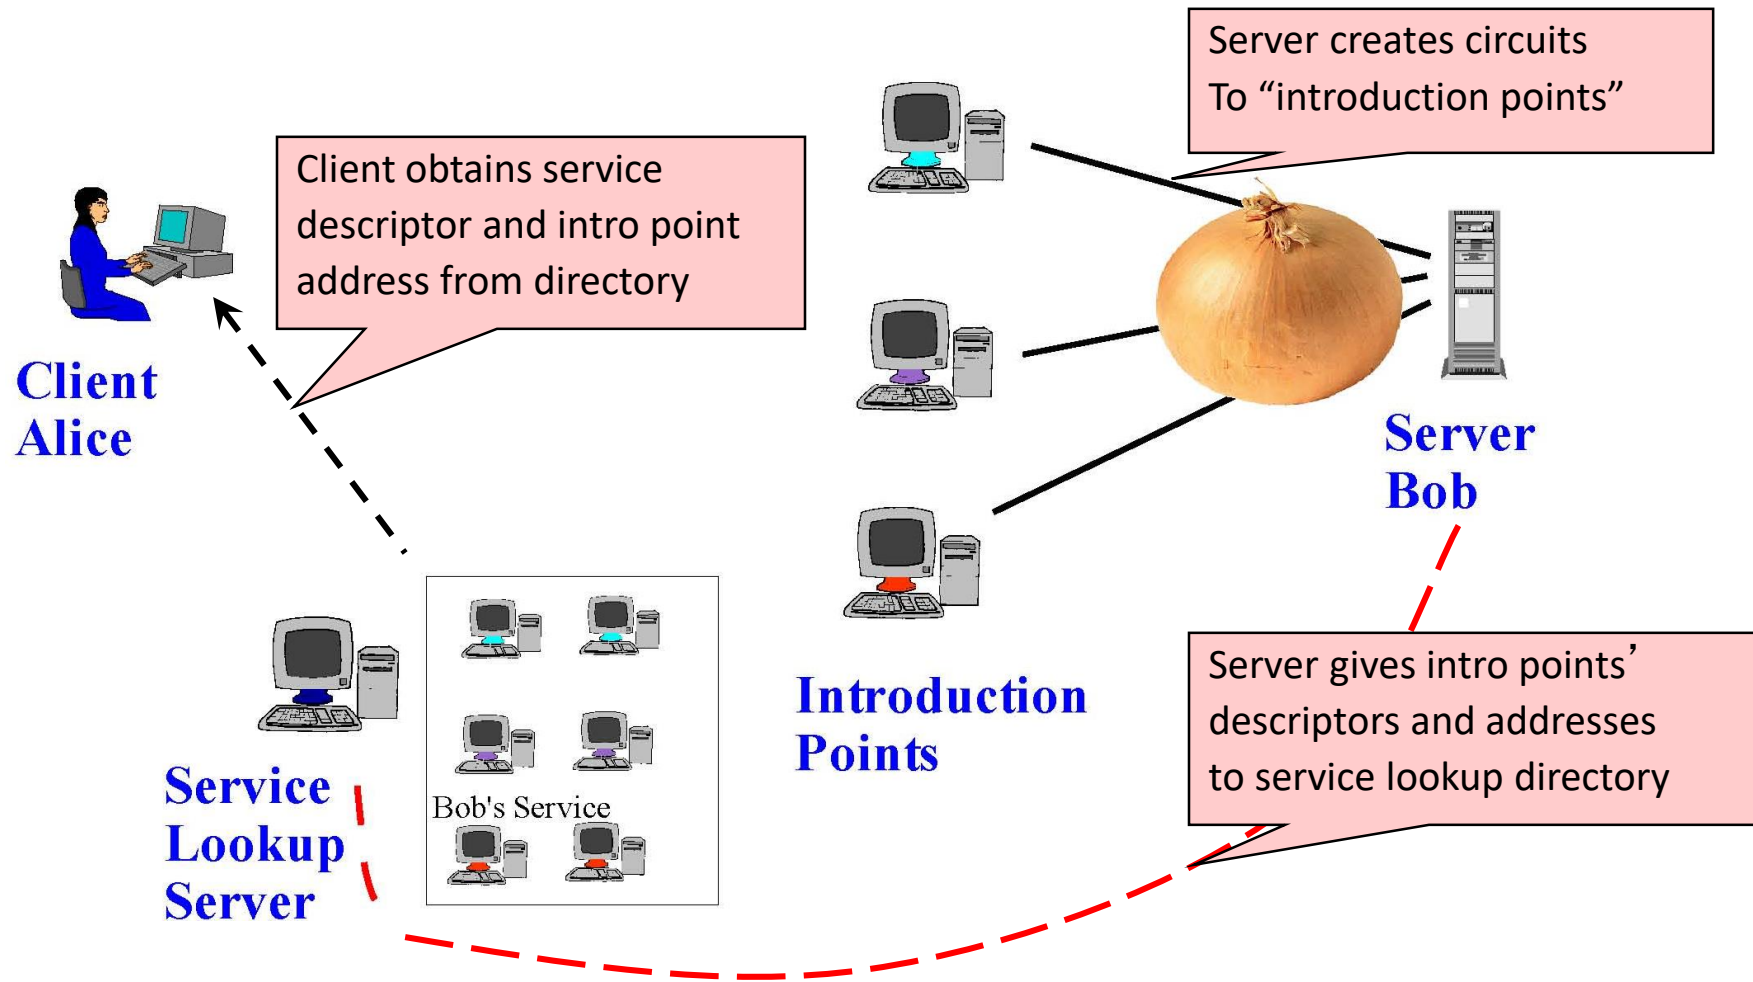 Server creates circuits
To “introduction points”
Client obtains service
descriptor and intro point
address from directory
Client
Alice
Server
Bob
Introduction
Points
Server gives intro points’
descriptors and addresses
to service lookup directory
Service
Lookup
Server
Bob's Service